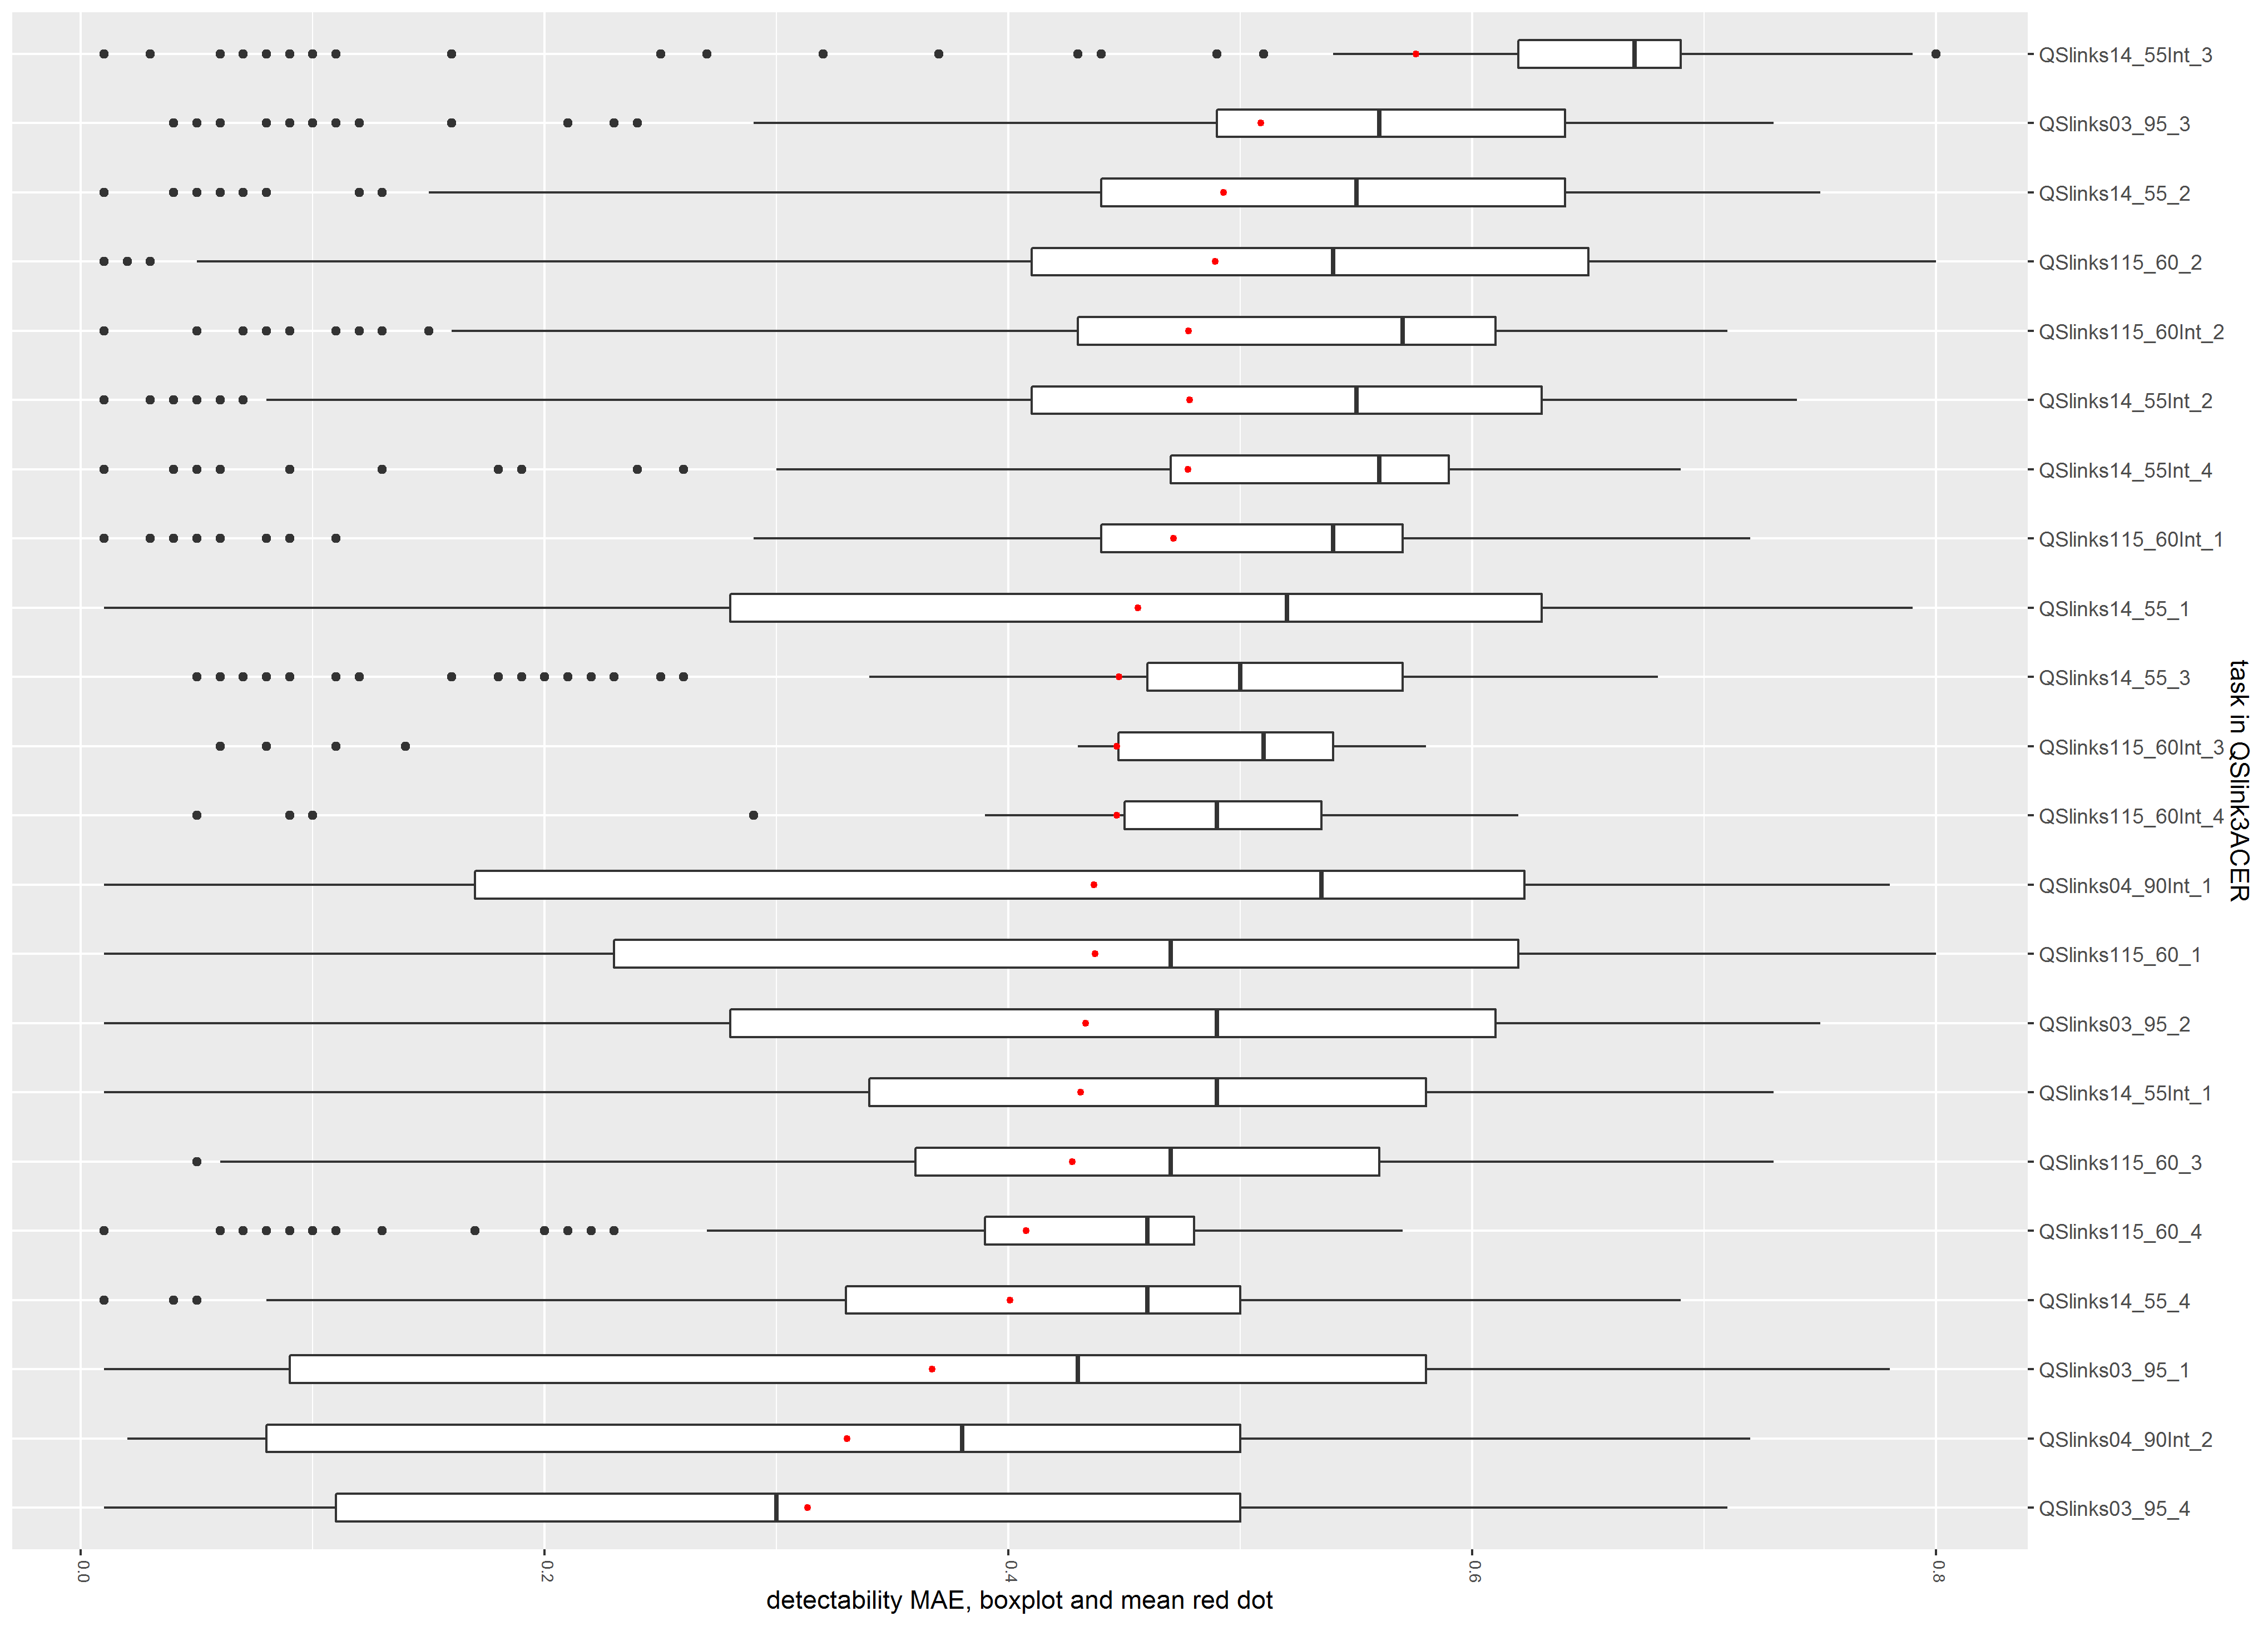 QSlinks14_55Int_3
QSlinks03_95_3
QSlinks14_55_2
QSlinks115_60_2
QSlinks115_60Int_2
QSlinks14_55Int_2
QSlinks14_55Int_4
QSlinks115_60Int_1
QSlinks14_55_1
QSlinks14_55_3
QSlinks115_60Int_3
QSlinks115_60Int_4
QSlinks04_90Int_1
QSlinks115_60_1
QSlinks03_95_2
QSlinks14_55Int_1
QSlinks115_60_3
QSlinks115_60_4
QSlinks14_55_4
QSlinks03_95_1
QSlinks04_90Int_2
QSlinks03_95_4
task in QSlink3ACER
0.0 0.2 0.4 0.6 0.8
detectability MAE, boxplot and mean red dot